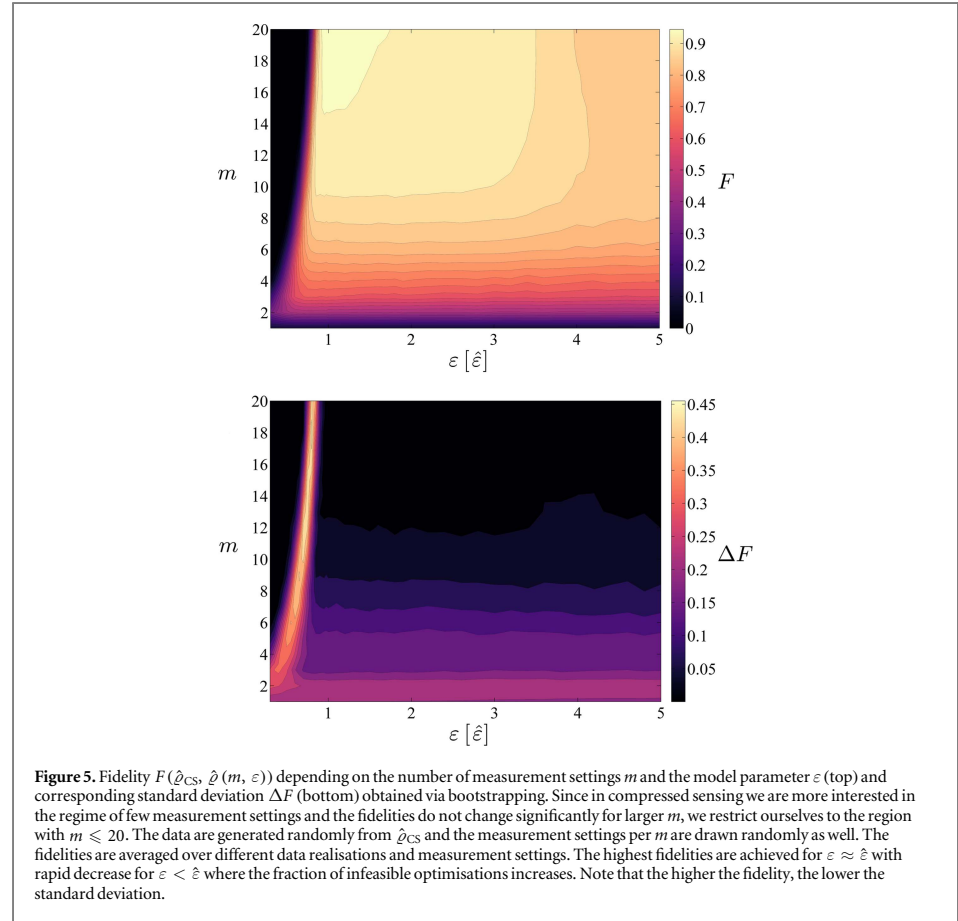 20
18
16
14
12
10
8
6
4
2
m
1 2 3 4 5
ε [ε̂]
0.9
0.8
0.7
0.6
0.5
0.4
0.3
0.2
0.1
0
F
20
18
16
14
12
10
8
6
4
2
m
1 2 3 4 5
ε [ε̂]
0.45
0.4
0.35
0.3
0.25
0.2
0.15
0.1
0.05
ΔF
Figure 5. Fidelity F(ϱ̂CS, ϱ̂ (m, ε)) depending on the number of measurement settings m and the model parameter ε (top) and
corresponding standard deviation ΔF (bottom) obtained via bootstrapping. Since in compressed sensing we are more interested in
the regime of few measurement settings and the fidelities do not change significantly for larger m, we restrict ourselves to the region
with m ⩽ 20. The data are generated randomly from ϱ̂CS and the measurement settings per m are drawn randomly as well. The
fidelities are averaged over different data realisations and measurement settings. The highest fidelities are achieved for ε ≈ ε̂ with
rapid decrease for ε < ε̂ where the fraction of infeasible optimisations increases. Note that the higher the fidelity, the lower the
standard deviation.